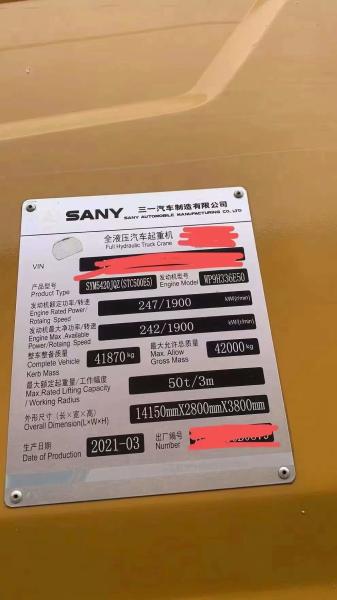 SANY 三一汽车制造有限公司
SANY AUTOMOBILE MANUFACTURING CO., LTD
全液压汽车起重机
Full Hydraulic Truck Crane
VIN
产品型号 SYM5420JQZ(STC500E5) 发动机型号 WP9H336E50
Product Type Engine Model
发动机额定功率/转速 247/1900 kW/(r/min)
Engine Rated Power/
Rotaing Speed
发动机最大净功率/转速 242/1900 kW/(r/min)
Engine Max .Available
Power/Rotaing Speed
整车整备质量 41870 kg 最大允许总质量 42000 kg
Complete Vehicle Max. Allow
Kerb Mass Gross Mass
最大额定起重量/工作幅度 50t/3m
Max.Rated Lifting Capacity
/ Working Radius
外形尺寸 (长×宽×高) 14150mmX2800mmX3800mm
Overall Dimension(L×W×H)
生产日期 2021-03 出厂编号
Date of Production Number